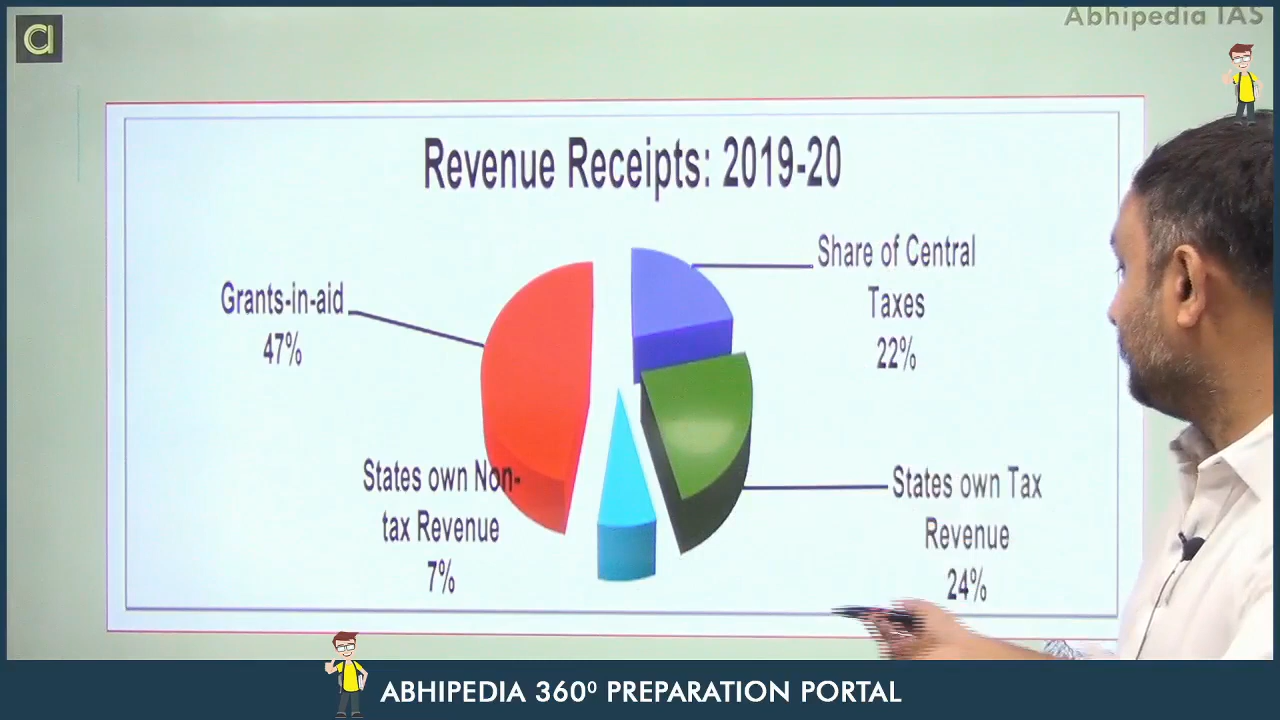 Abhipedia IAS
a
Revenue Receipts: 2019-20
Share of Central
Taxes
22%
Grants-in-aid
47%
States own Non-
tax Revenue
7%
States own Tax
Revenue
24%
ABHIPEDIA 360⁰ PREPARATION PORTAL